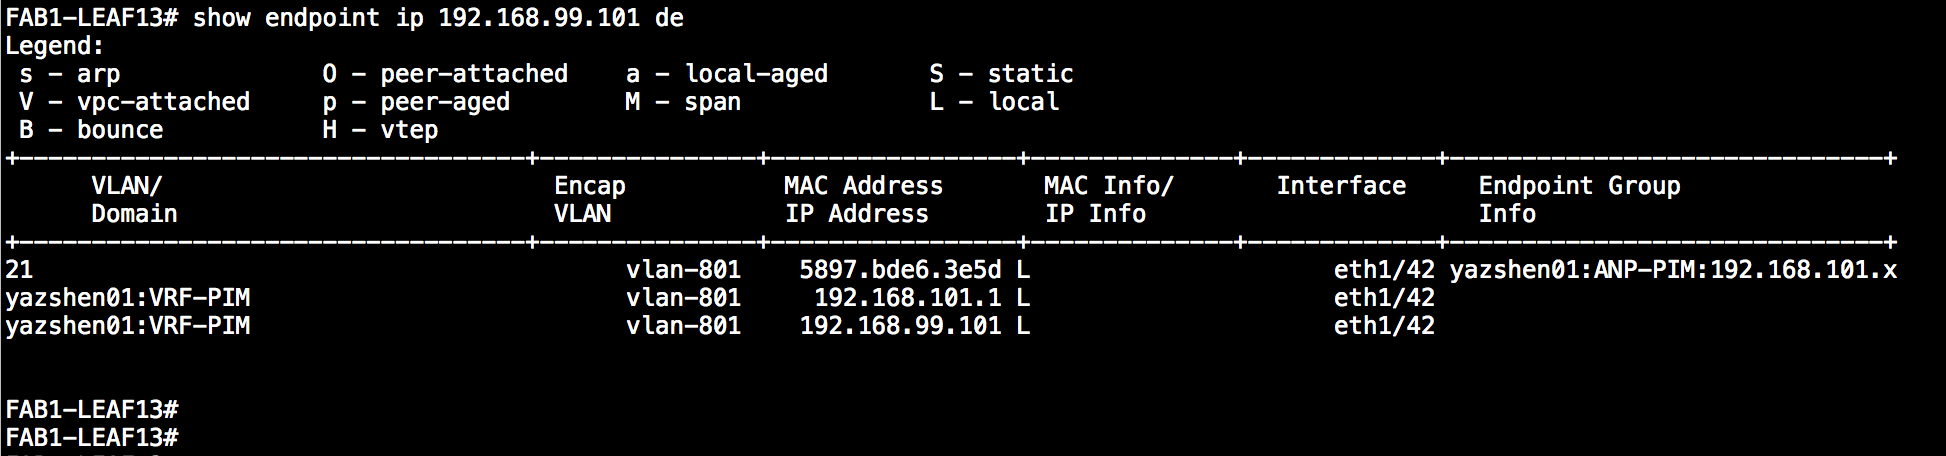 FAB1-LEAF13# show endpoint ip 192.168.99.101 de
Legend:
 s - arp              O - peer-attached    a - local-aged       S - static
 V - vpc-attached     p - peer-aged        M - span             L - local
 B - bounce           H - vtep
+-----------------------------------+---------------+-----------------+--------------+-------------+------------------------------+
      VLAN/                           Encap           MAC Address       MAC Info/       Interface     Endpoint Group
      Domain                          VLAN            IP Address        IP Info                       Info
+-----------------------------------+---------------+-----------------+--------------+-------------+------------------------------+
21                                         vlan-801    5897.bde6.3e5d L                     eth1/42 yazshen01:ANP-PIM:192.168.101.x
yazshen01:VRF-PIM                          vlan-801     192.168.101.1 L                     eth1/42
yazshen01:VRF-PIM                          vlan-801    192.168.99.101 L                     eth1/42
FAB1-LEAF13#
FAB1-LEAF13#